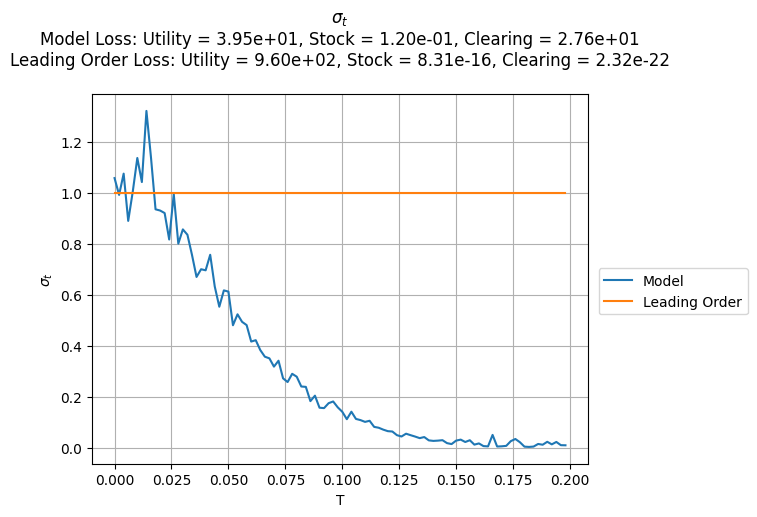 σt
Model Loss: Utility = 3.95e+01, Stock = 1.20e-01, Clearing = 2.76e+01
Leading Order Loss: Utility = 9.60e+02, Stock = 8.31e-16, Clearing = 2.32e-22
1.2
1.0
0.8
0.6
0.4
0.2
0.0
σt
Model
Leading Order
0.000 0.025 0.050 0.075 0.100 0.125 0.150 0.175 0.200
T